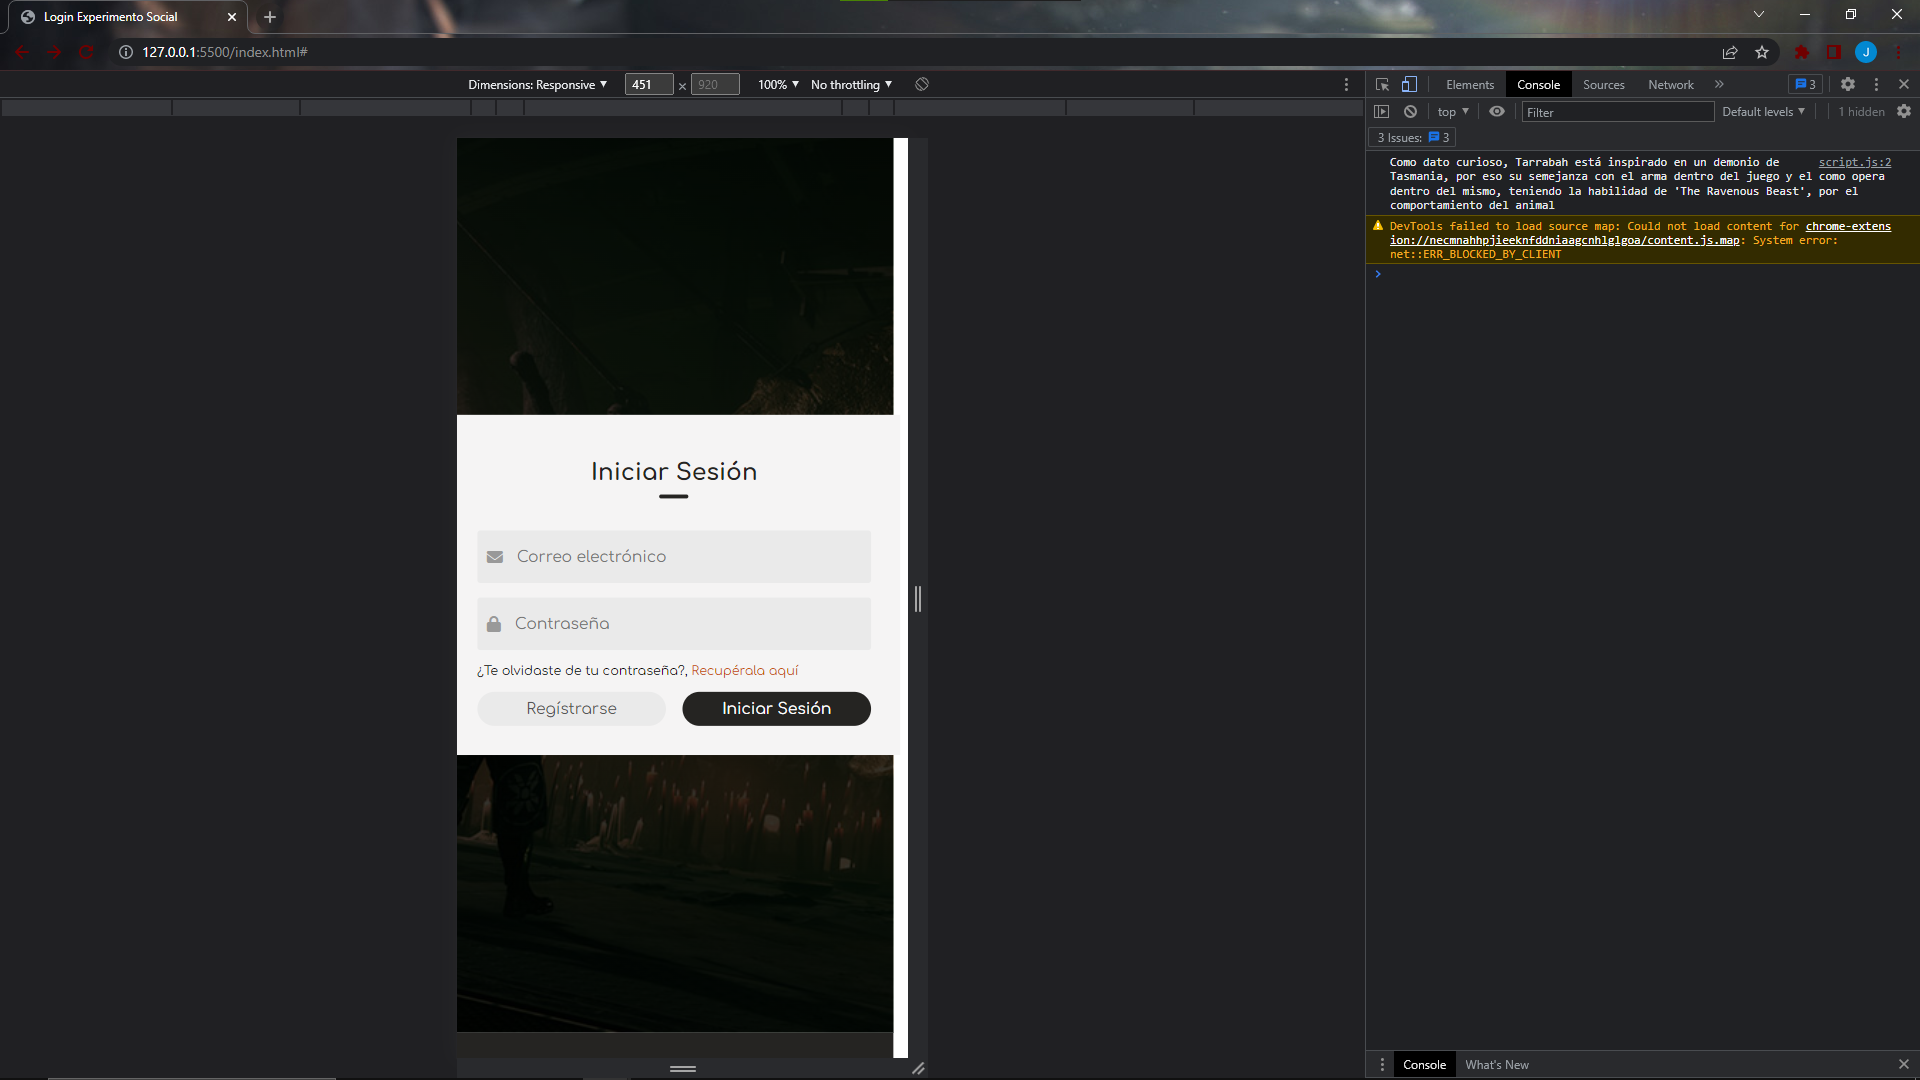 Login Experimento Social
127.0.0.1:5500/index.html#
J
Dimensions: Responsive 451 × 920 100% No throttling
Elements Console Sources Network » 3
top Filter Default levels 1 hidden
3 Issues: 3
Como dato curioso, Tarrabah está inspirado en un demonio de script.js:2
Tasmania, por eso su semejanza con el arma dentro del juego y el como opera
dentro del mismo, teniendo la habilidad de 'The Ravenous Beast', por el
comportamiento del animal
DevTools failed to load source map: Could not load content for chrome-extens
ion://necmnahhpjieeknfddniaagcnhlglgoa/content.js.map: System error:
net::ERR_BLOCKED_BY_CLIENT
Iniciar Sesión
Correo electrónico
Contraseña
¿Te olvidaste de tu contraseña?, Recupérala aquí
Regístrarse Iniciar Sesión
Console What's New